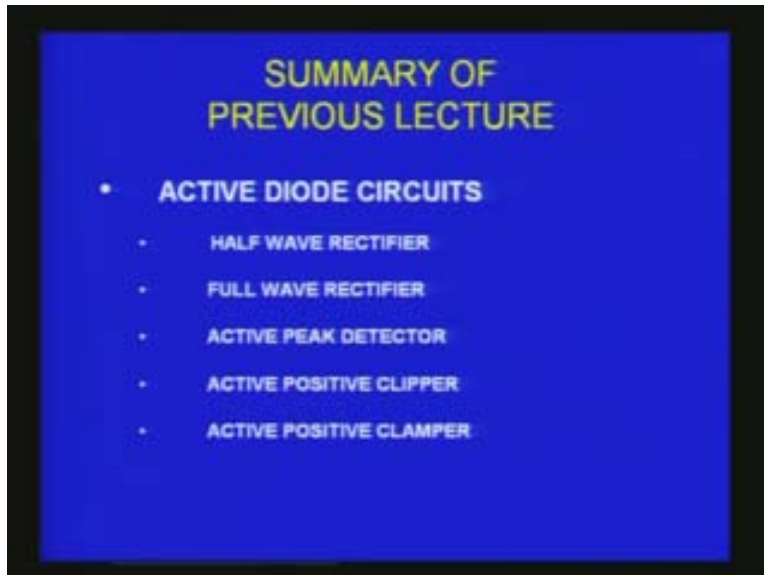 SUMMARY OF
PREVIOUS LECTURE
• ACTIVE DIODE CIRCUITS
• HALF WAVE RECTIFIER
• FULL WAVE RECTIFIER
• ACTIVE PEAK DETECTOR
• ACTIVE POSITIVE CLIPPER
• ACTIVE POSITIVE CLAMPER